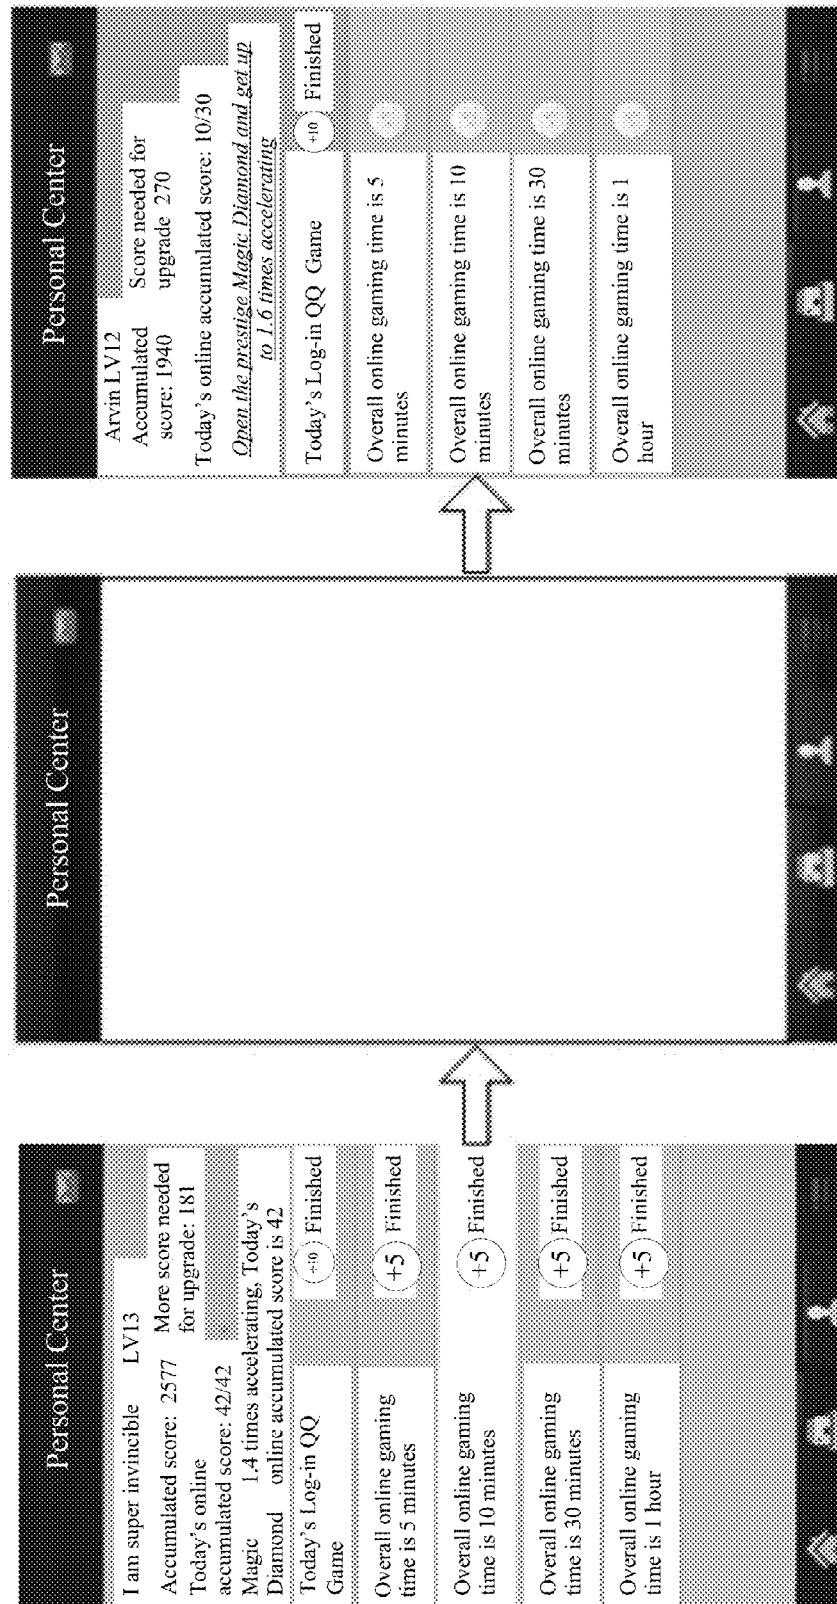 Personal Center
I am super invincible LV13
Accumulated score: 2577 More score needed
for upgrade: 181
Today's online
accumulated score: 42/42
Magic 1.4 times accelerating, Today's
Diamond online accumulated score is 42
Today's Log-in QQ
Game
+10 Finished
Overall online gaming
time is 5 minutes
+5 Finished
Overall online gaming
time is 10 minutes
+5 Finished
Overall online gaming
time is 30 minutes
+5 Finished
Overall online gaming
time is 1 hour
+5 Finished
Personal Center
Personal Center
Arvin LV12
Accumulated
score: 1940
Score needed for
upgrade 270
Today's online accumulated score: 10/30
Open the prestige Magic Diamond and get up
to 1.6 times accelerating
Today's Log-in QQ Game
+10 Finished
Overall online gaming time is 5
minutes
Overall online gaming time is 10
minutes
Overall online gaming time is 30
minutes
Overall online gaming time is 1
hour